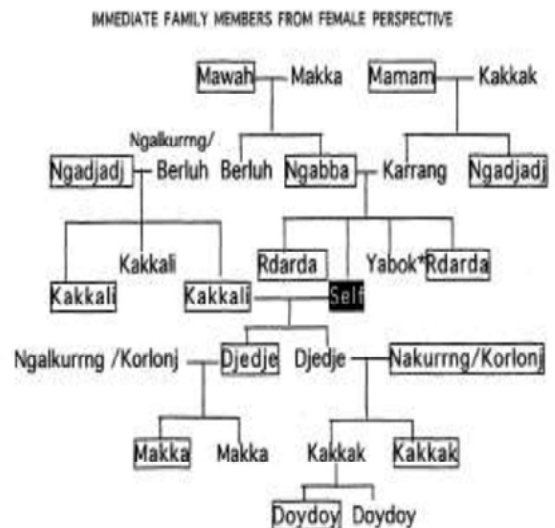 IMMEDIATE FAMILY MEMBERS FROM FEMALE PERSPECTIVE
Mawah Makka Mamam Kakkak
Ngalkurrng/
Ngadjadj Berluh Berluh Ngabba Karrang Ngadjadj
Kakkali Rdarda Yabok*Rdarda
Kakkali Kakkali Self
Ngalkurrng /Korlonj Djedje Djedje Nakurrng/Korlonj
Makka Makka Kakkak Kakkak
Doydoy Doydoy